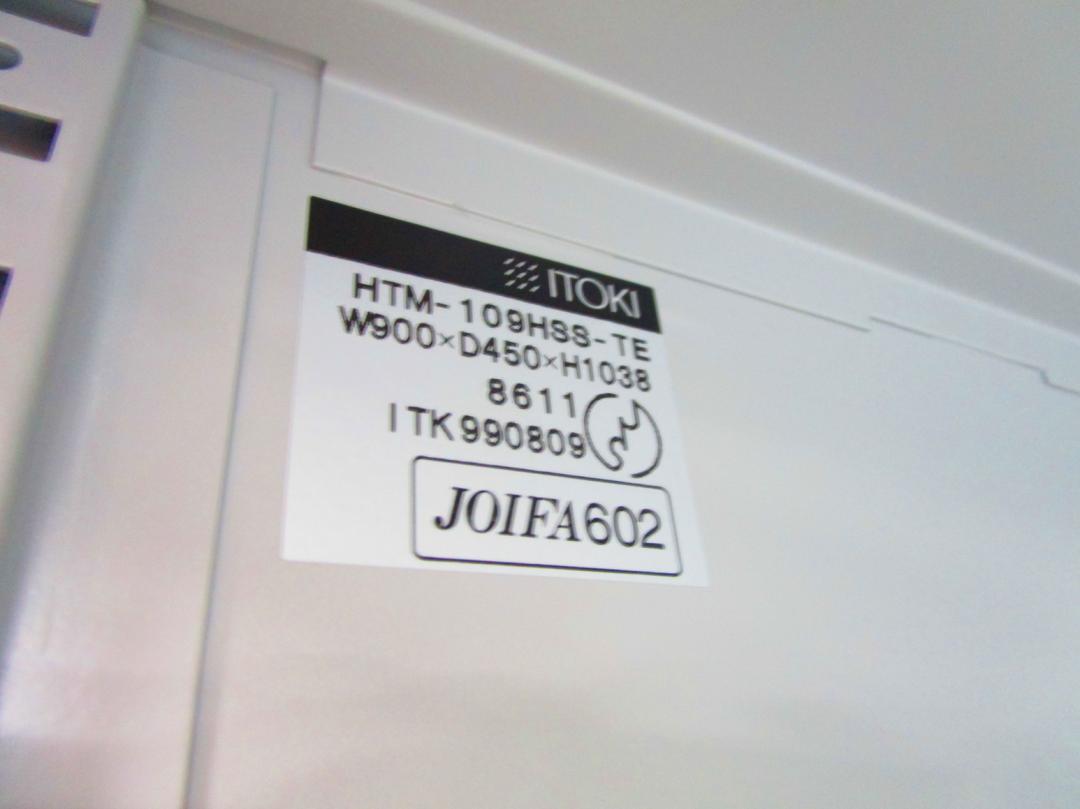 ITOKI
HTM-109HSS-TE
W900×D450×H1038
8611
ITK990809
JOIFA602